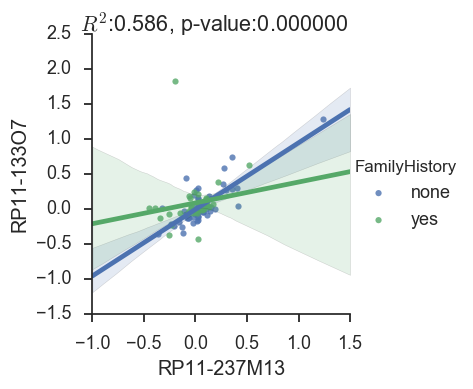 R²:0.586, p-value:0.000000
2.5
2.0
1.5
1.0
0.5
0.0
−0.5
−1.0
−1.5
RP11-133O7
FamilyHistory
none
yes
−1.0 −0.5 0.0 0.5 1.0 1.5
RP11-237M13